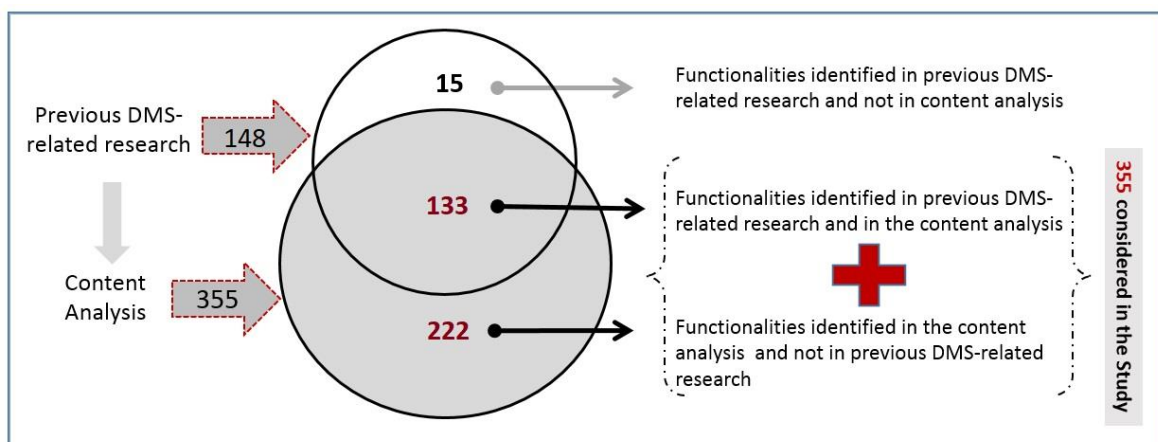 Previous DMS-
related research
148
Content
Analysis
355
15
133
222
Functionalities identified in previous DMS-
related research and not in content analysis
Functionalities identified in previous DMS-
related research and in the content analysis
Functionalities identified in the content
analysis and not in previous DMS-related
research
355 considered in the Study